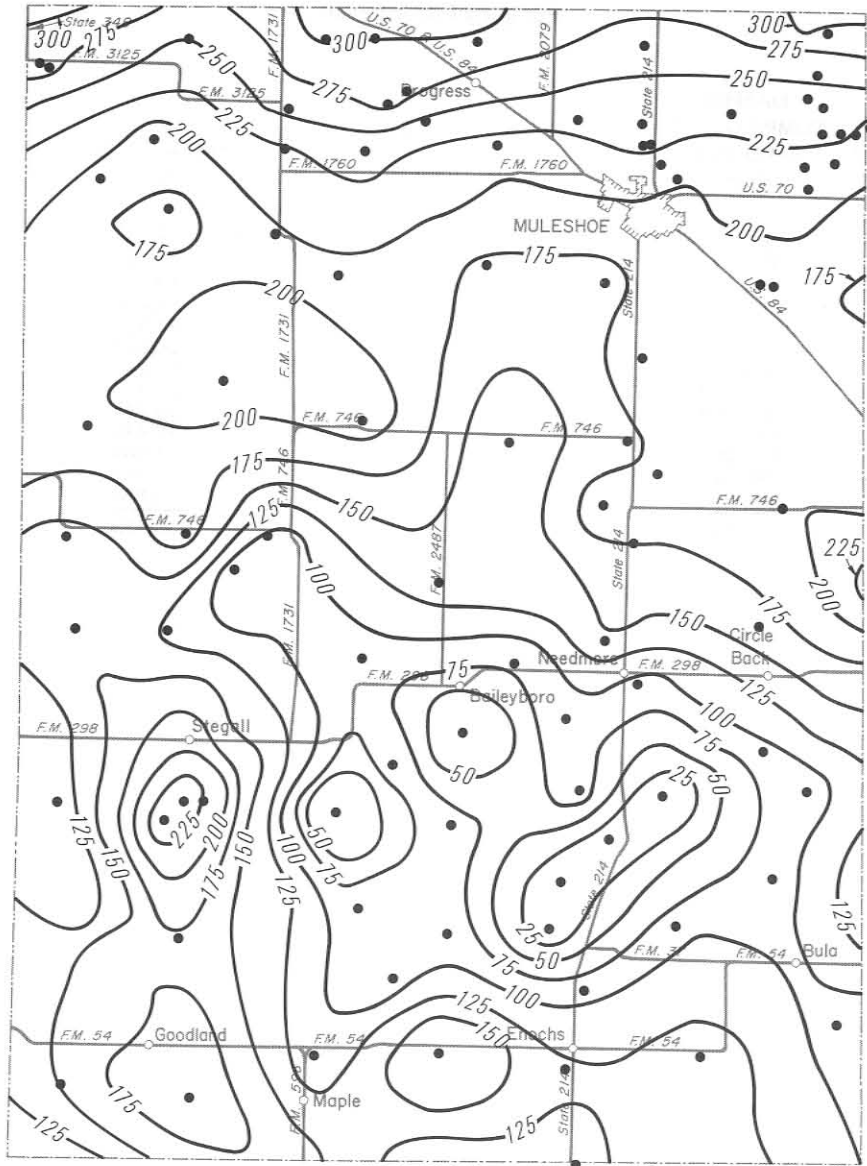 State 348
300
275
F.M. 3125
F.M. 1731
300
U.S. 70 & U.S. 84
F.M. 2079
State 214
300
275
250
Progress
275
250
F.M. 3125
225
225
200
F.M. 1760
F.M. 1760
U.S. 70
MULESHOE
200
175
175
175
200
State 214
U.S. 84
F.M. 1731
200
F.M. 746
F.M. 746
175
F.M. 746
150
F.M. 746
125
F.M. 746
225
F.M. 2487
State 214
200
100
175
150
F.M. 1731
Circle
Back
Needmore
F.M. 298
75
F.M. 298
Baileyboro
125
100
F.M. 298
Stegall
75
50
50
25
225
200
50
125
150
175
150
75
100
125
State 214
25
125
50
75
F.M. 54
Bula
100
125
F.M. 54
Goodland
F.M. 54
150
Enochs
F.M. 54
175
Maple
State 214
125
125